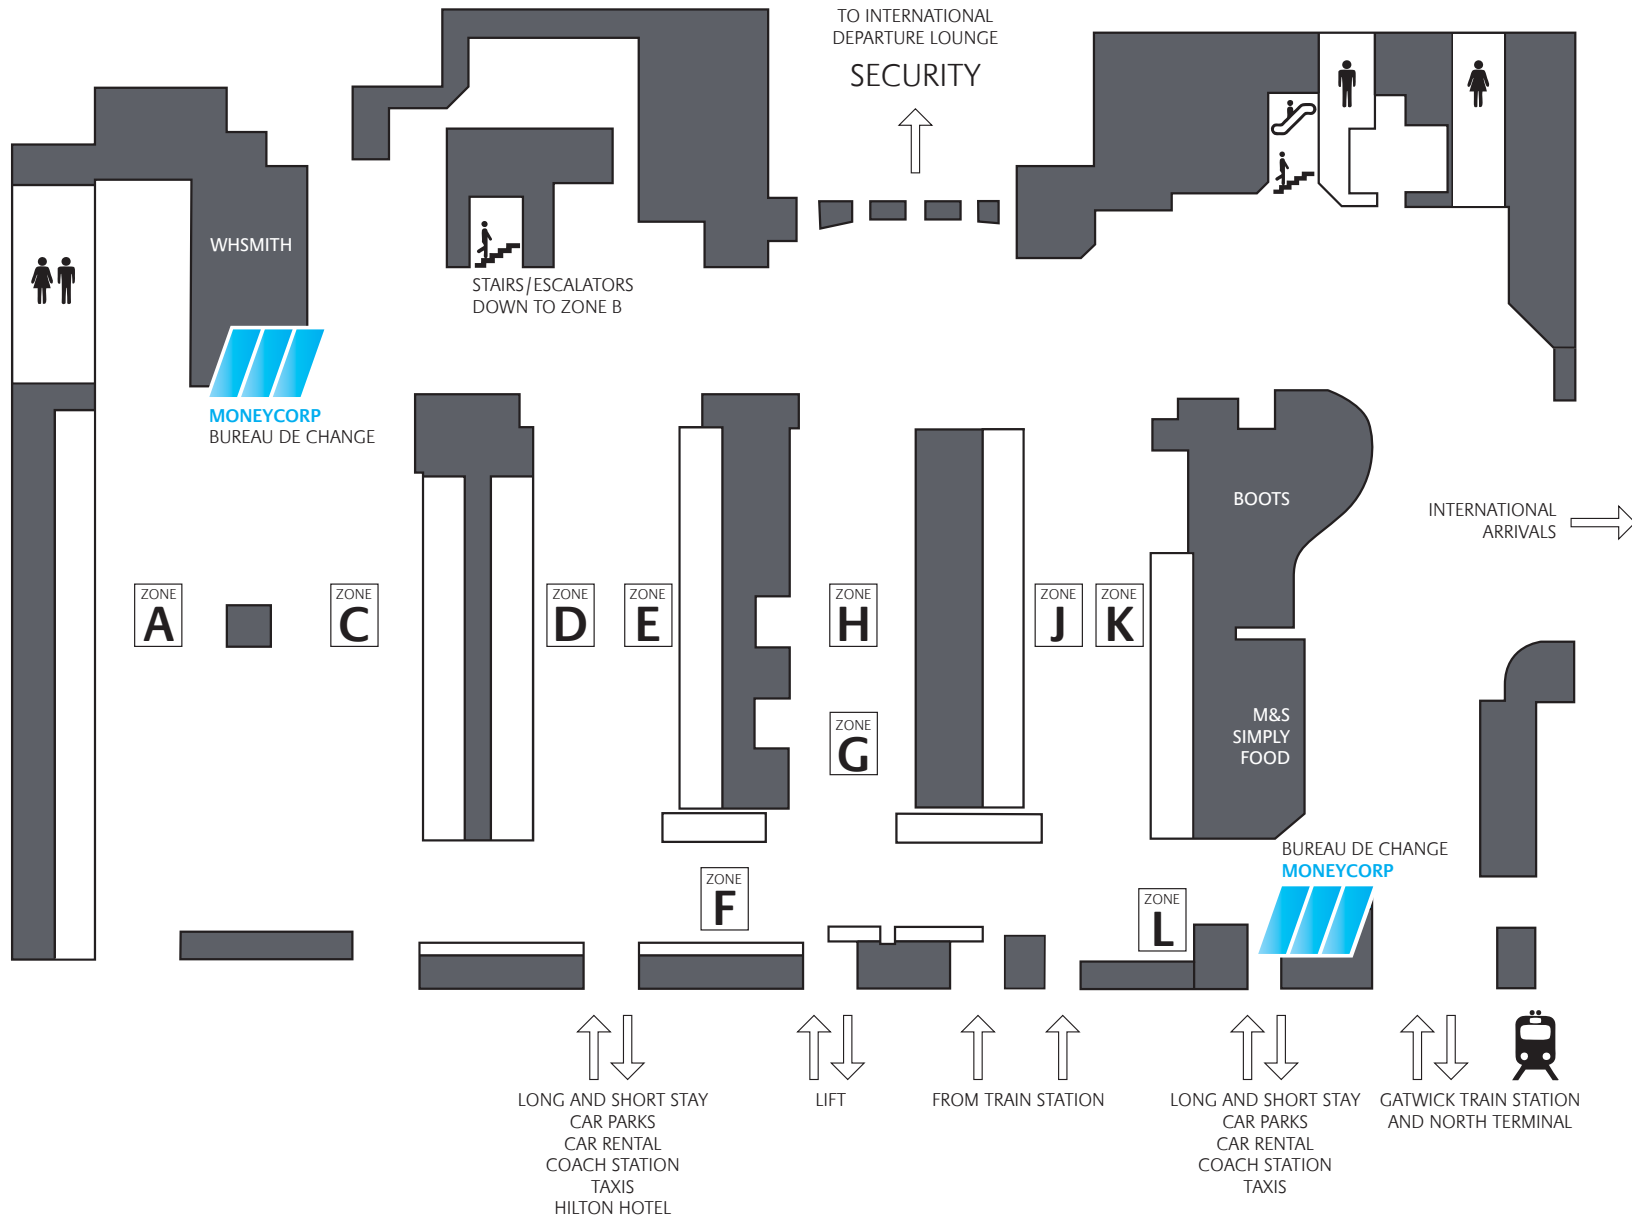 TO INTERNATIONAL
DEPARTURE LOUNGE
SECURITY
WHSMITH
STAIRS/ESCALATORS
DOWN TO ZONE B
MONEYCORP
BUREAU DE CHANGE
BOOTS
INTERNATIONAL
ARRIVALS
ZONE
A
ZONE
C
ZONE
D
ZONE
E
ZONE
H
ZONE
J
ZONE
K
ZONE
G
M&S
SIMPLY
FOOD
BUREAU DE CHANGE
MONEYCORP
ZONE
F
ZONE
L
LONG AND SHORT STAY
CAR PARKS
CAR RENTAL
COACH STATION
TAXIS
HILTON HOTEL
LIFT
FROM TRAIN STATION
LONG AND SHORT STAY
CAR PARKS
CAR RENTAL
COACH STATION
TAXIS
GATWICK TRAIN STATION
AND NORTH TERMINAL